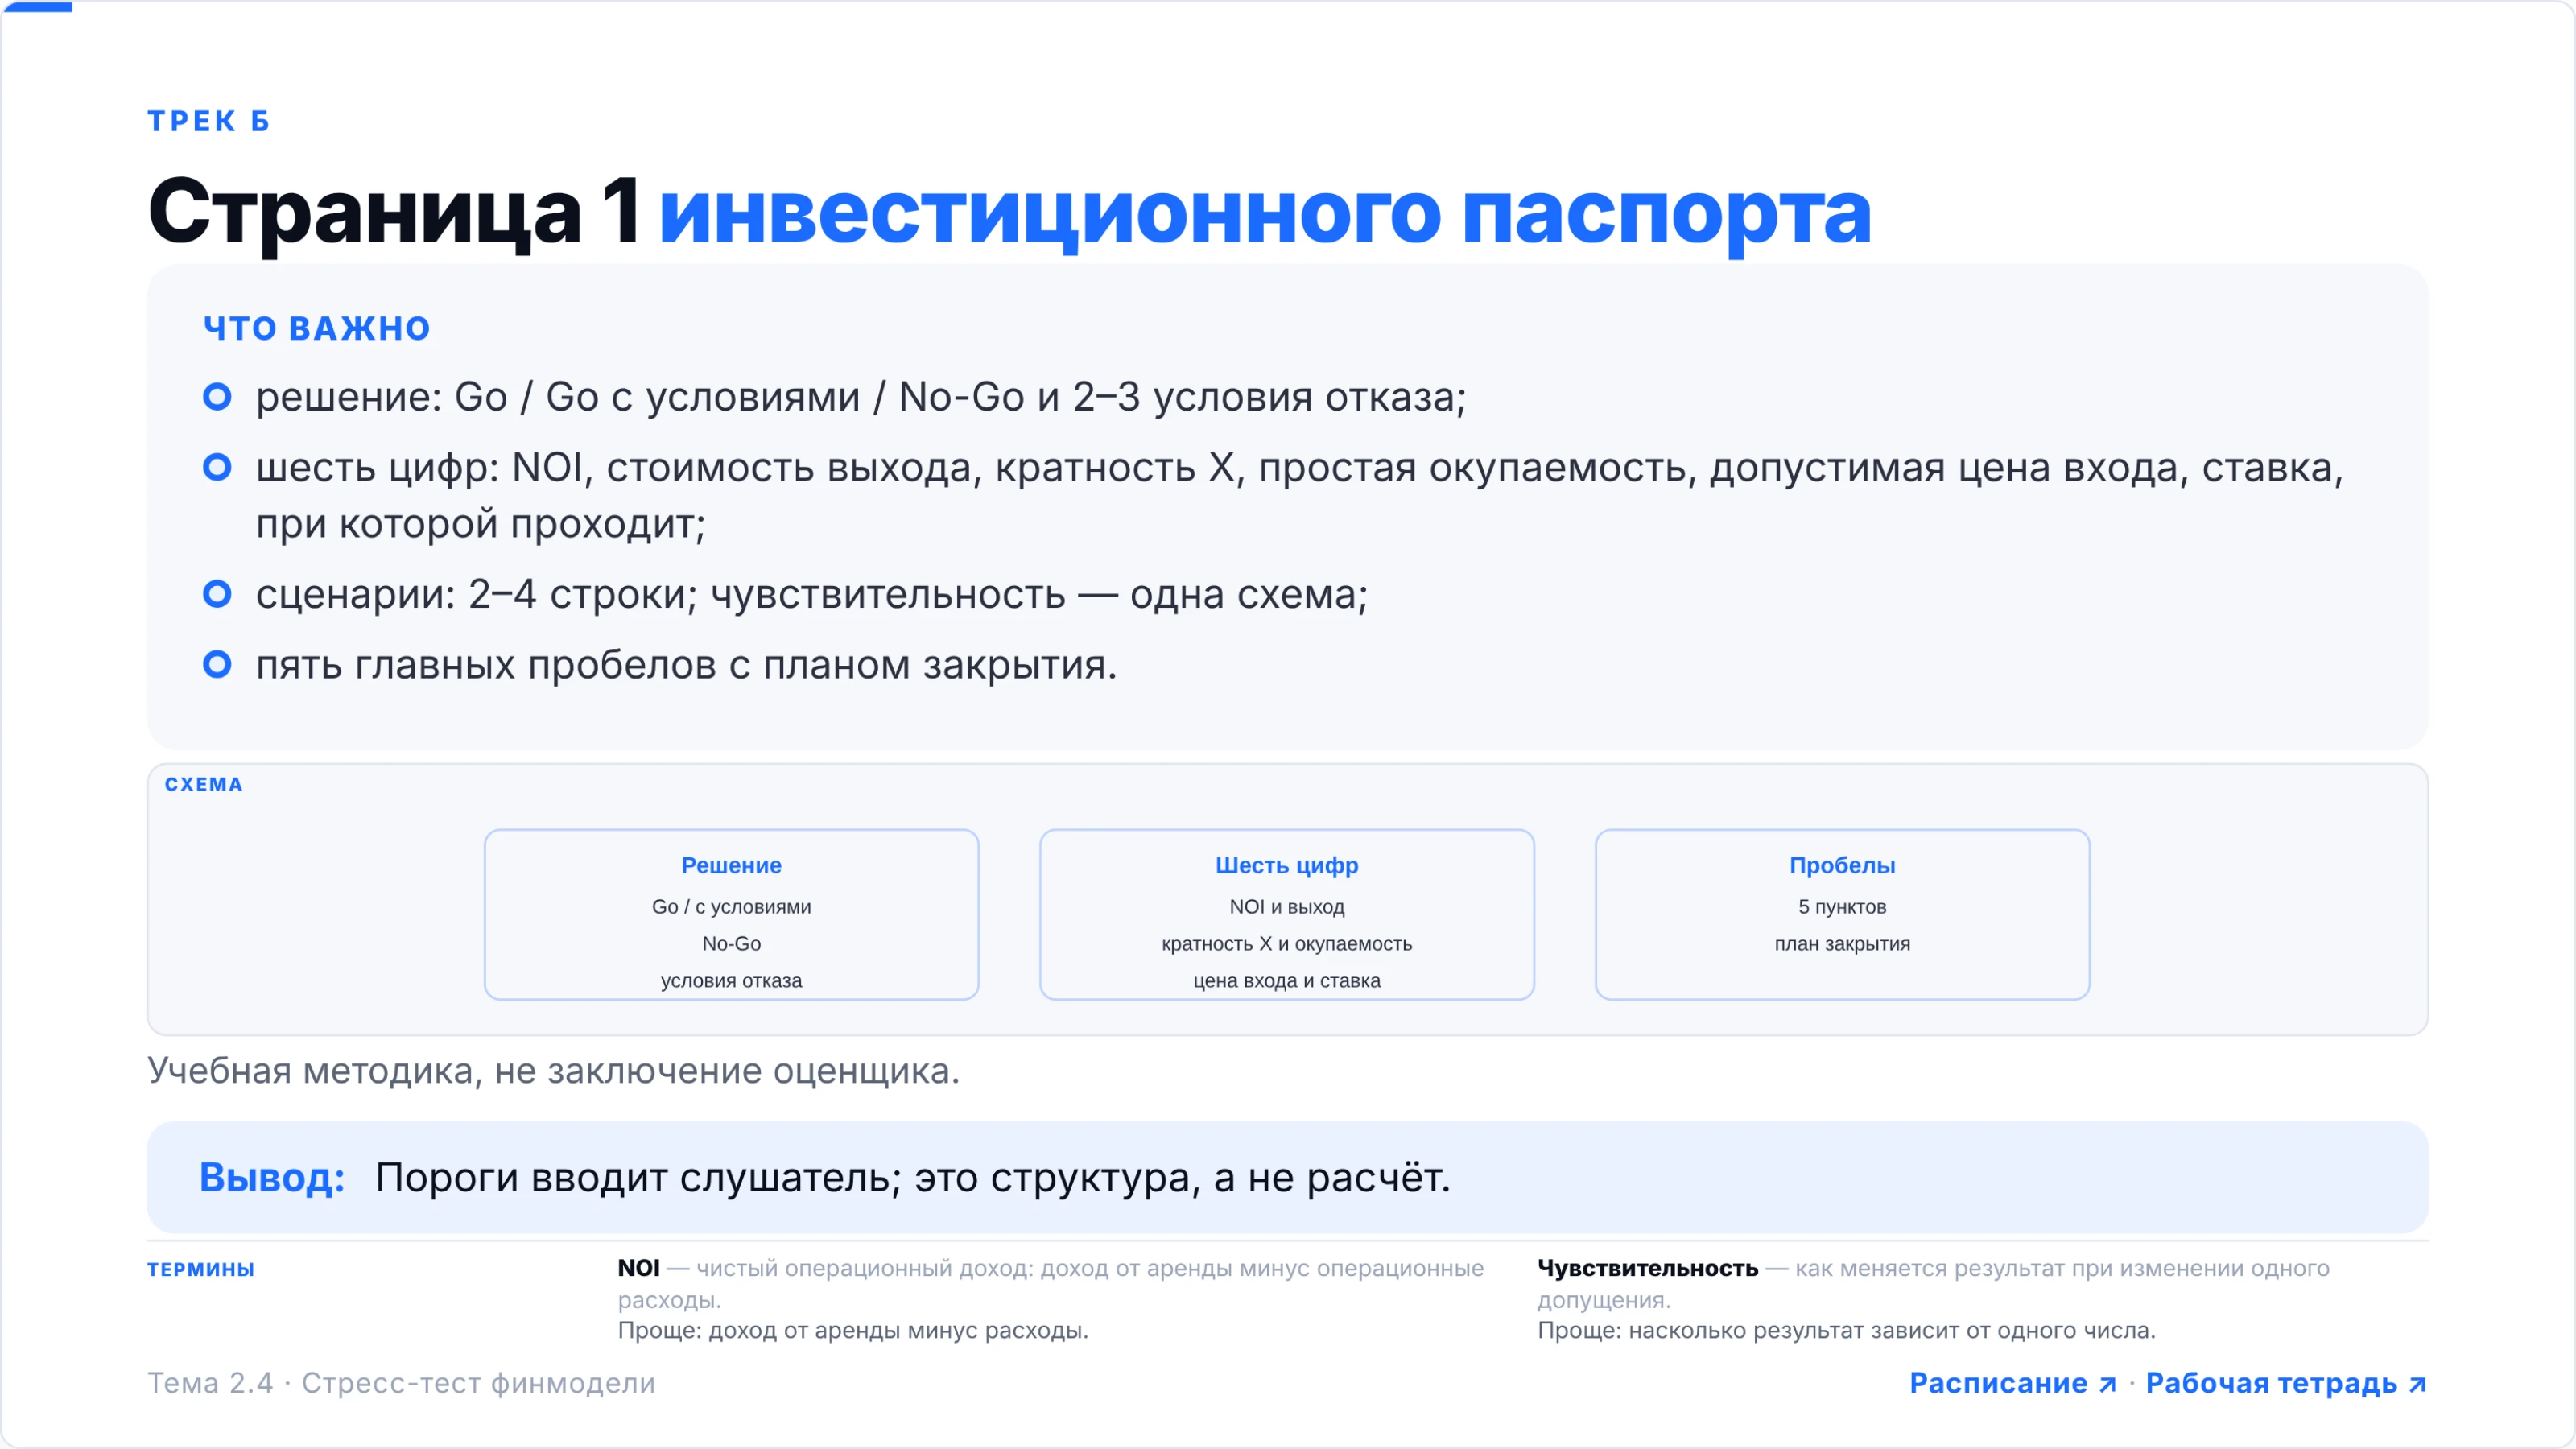 ТРЕК Б
Страница 1 инвестиционного паспорта
ЧТО ВАЖНО
решение: Go / Go с условиями / No-Go и 2–3 условия отказа;
шесть цифр: NOI, стоимость выхода, кратность X, простая окупаемость, допустимая цена входа, ставка,
при которой проходит;
сценарии: 2–4 строки; чувствительность — одна схема;
пять главных пробелов с планом закрытия.
СХЕМА
Решение
Go / с условиями
No-Go
условия отказа
Шесть цифр
NOI и выход
кратность X и окупаемость
цена входа и ставка
Пробелы
5 пунктов
план закрытия
Учебная методика, не заключение оценщика.
Вывод: Пороги вводит слушатель; это структура, а не расчёт.
ТЕРМИНЫ
NOI — чистый операционный доход: доход от аренды минус операционные
расходы.
Проще: доход от аренды минус расходы.
Чувствительность — как меняется результат при изменении одного
допущения.
Проще: насколько результат зависит от одного числа.
Тема 2.4 · Стресс-тест финмодели
Расписание ↗ · Рабочая тетрадь ↗